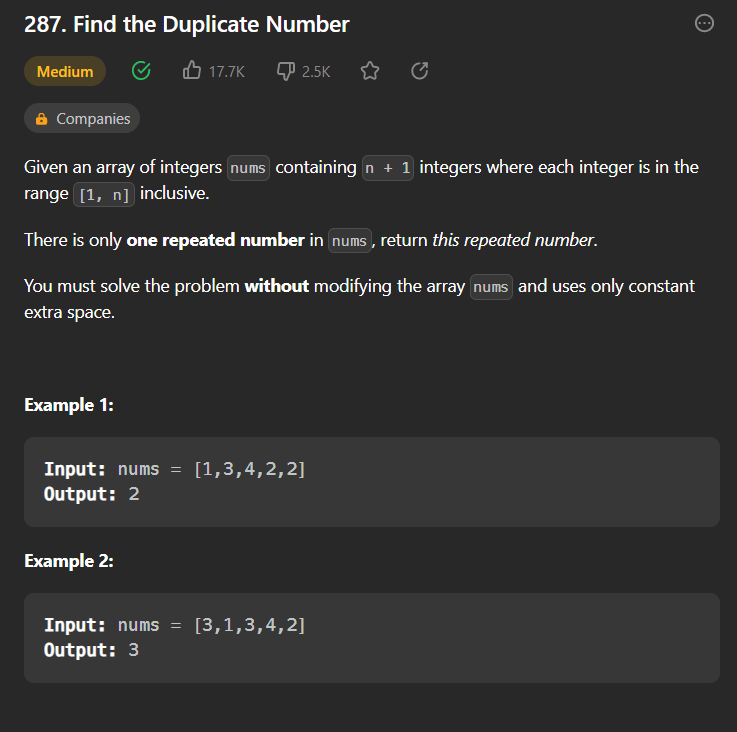 287. Find the Duplicate Number
Medium 17.7K 2.5K
Companies
Given an array of integers nums containing n + 1 integers where each integer is in the
range [1, n] inclusive.
There is only one repeated number in nums, return this repeated number.
You must solve the problem without modifying the array nums and uses only constant
extra space.
Example 1:
Input: nums = [1,3,4,2,2]
Output: 2
Example 2:
Input: nums = [3,1,3,4,2]
Output: 3